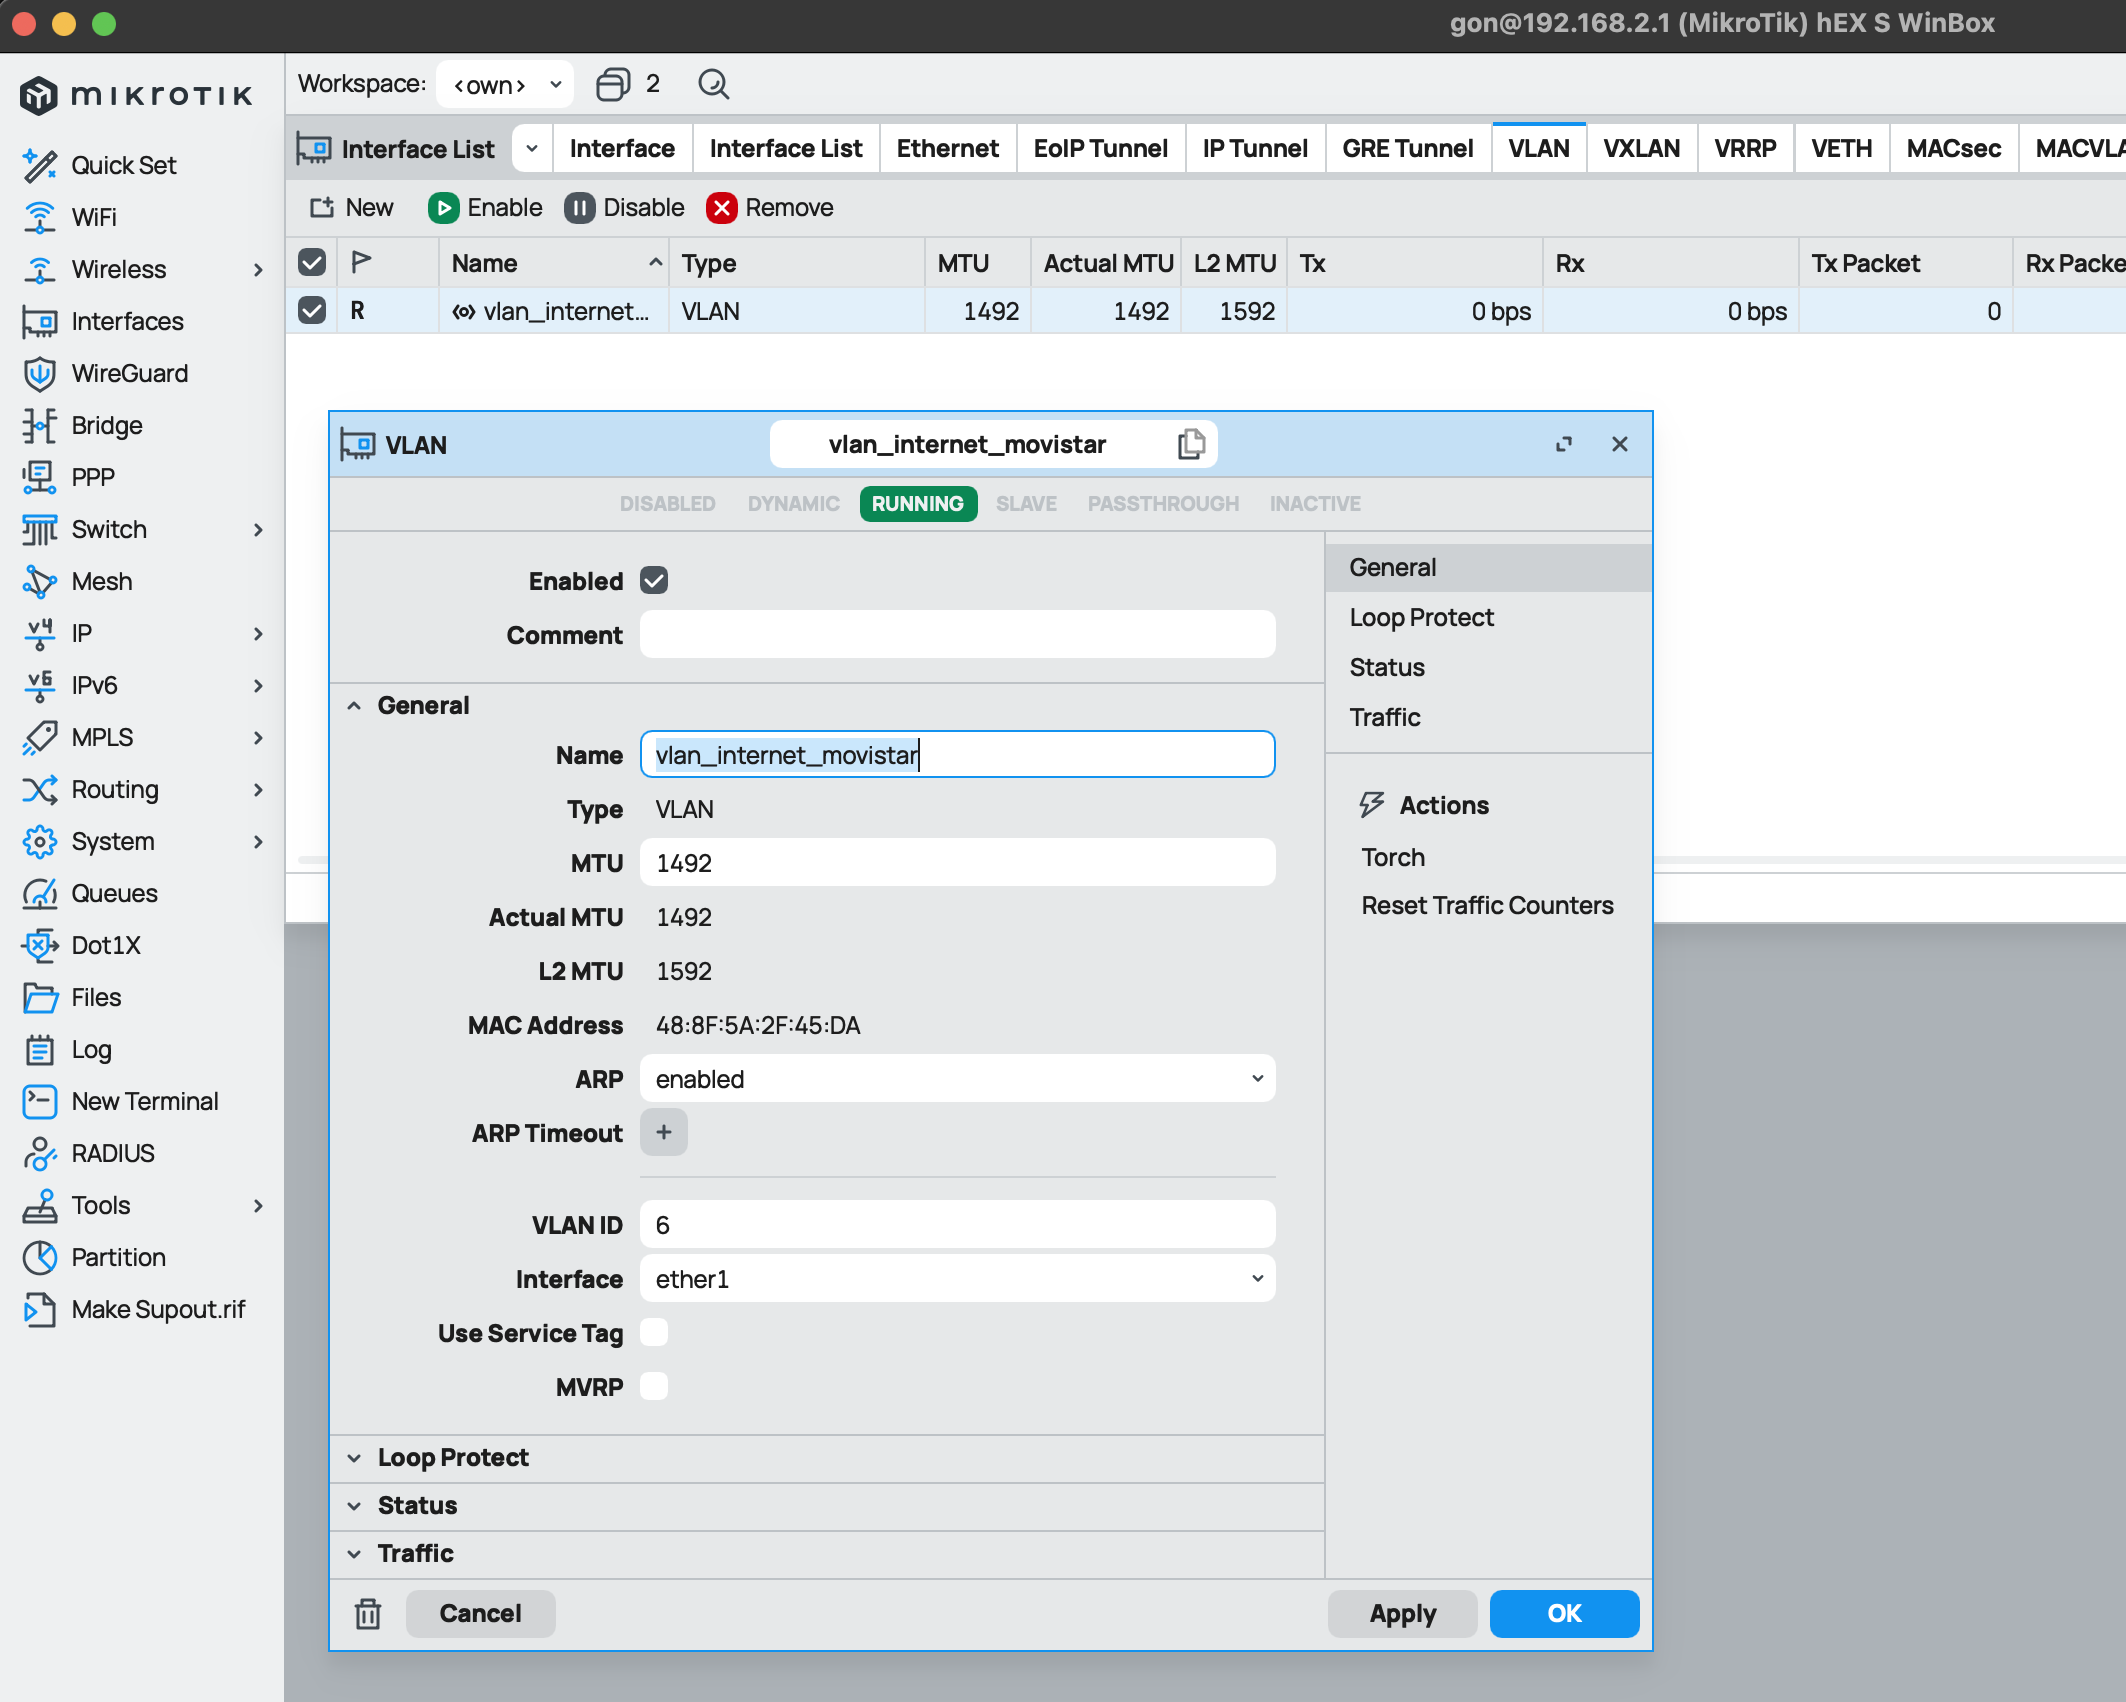 gon@192.168.2.1 (MikroTik) hEX S WinBox
mikrotik
Workspace: <own> 2
Interface List Interface Interface List Ethernet EoIP Tunnel IP Tunnel GRE Tunnel VLAN VXLAN VRRP VETH MACsec MACVLA
New Enable Disable Remove
Name Type MTU Actual MTU L2 MTU Tx Rx Tx Packet Rx Packe
R vlan_internet... VLAN 1492 1492 1592 0 bps 0 bps 0
Quick Set
WiFi
Wireless
Interfaces
WireGuard
Bridge
PPP
Switch
Mesh
IP
IPv6
MPLS
Routing
System
Queues
Dot1X
Files
Log
New Terminal
RADIUS
Tools
Partition
Make Supout.rif
VLAN vlan_internet_movistar
DISABLED DYNAMIC RUNNING SLAVE PASSTHROUGH INACTIVE
Enabled
Comment
General
Name vlan_internet_movistar
Type VLAN
MTU 1492
Actual MTU 1492
L2 MTU 1592
MAC Address 48:8F:5A:2F:45:DA
ARP enabled
ARP Timeout +
VLAN ID 6
Interface ether1
Use Service Tag
MVRP
Loop Protect
Status
Traffic
General
Loop Protect
Status
Traffic
Actions
Torch
Reset Traffic Counters
Cancel Apply OK